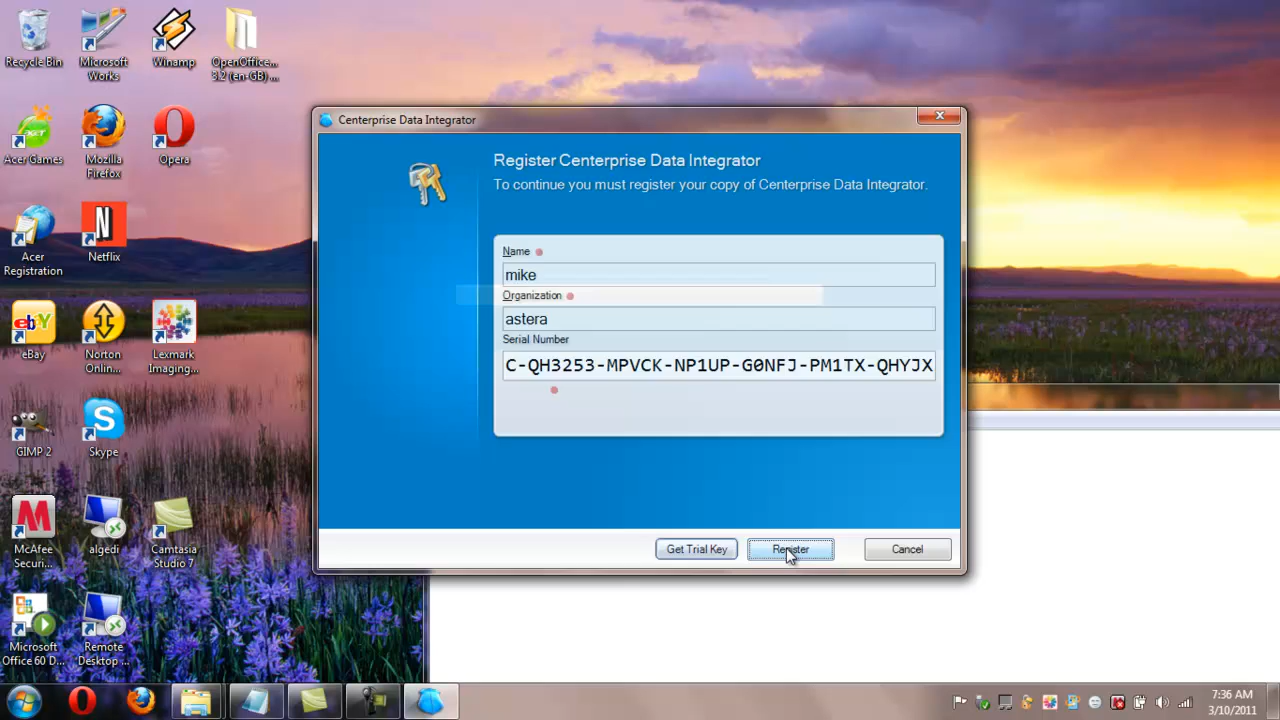 Recycle Bin
Microsoft
Works
Winamp
OpenOffice...
3.2 (en-GB) ...
Acer Games
Mozilla
Firefox
Opera
Acer
Registration
Netflix
eBay
Norton
Onlin...
Lexmark
Imaging...
GIMP 2
Skype
McAfee
Securi...
algedi
Camtasia
Studio 7
Microsoft
Office 60 D...
Remote
Desktop ...
Centerprise Data Integrator
Register Centerprise Data Integrator
To continue you must register your copy of Centerprise Data Integrator.
Name
mike
Organization
astera
Serial Number
C-QH3253-MPVCK-NP1UP-G0NFJ-PM1TX-QHYJX
Get Trial Key
Register
Cancel
7:36 AM
3/10/2011